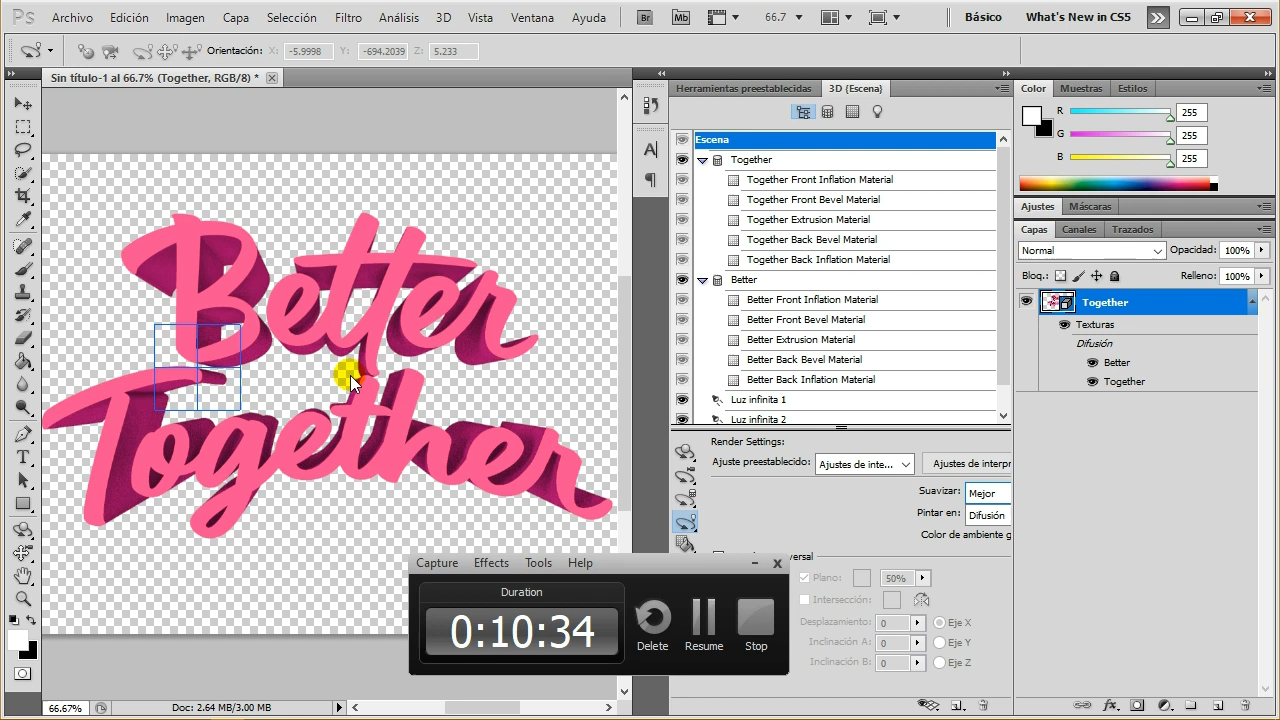 Ps Archivo Edición Imagen Capa Selección Filtro Análisis 3D Vista Ventana Ayuda Br Mb 66.7 Básico What's New in CS5
Orientación: X: -5.9998 Y: -694.2039 Z: 5.233
Sin título-1 al 66.7% (Together, RGB/8) *
Better
Together
66.67% Doc: 2.64 MB/3.00 MB
Herramientas preestablecidas 3D {Escena}
Escena
Together
Together Front Inflation Material
Together Front Bevel Material
Together Extrusion Material
Together Back Bevel Material
Together Back Inflation Material
Better
Better Front Inflation Material
Better Front Bevel Material
Better Extrusion Material
Better Back Bevel Material
Better Back Inflation Material
Luz infinita 1
Luz infinita 2
Render Settings:
Ajuste preestablecido: Ajustes de inte... Ajustes de interpr
Suavizar: Mejor
Pintar en: Difusión
Color de ambiente g
Plano: 50%
Intersección:
Desplazamiento: 0 Eje X
Inclinación A: 0 Eje Y
Inclinación B: 0 Eje Z
Capture Effects Tools Help
Duration
0:10:34
Delete Resume Stop
Color Muestras Estilos
R 255
G 255
B 255
Ajustes Máscaras
Capas Canales Trazados
Normal Opacidad: 100%
Bloq.: Relleno: 100%
Together
Texturas
Difusión
Better
Together